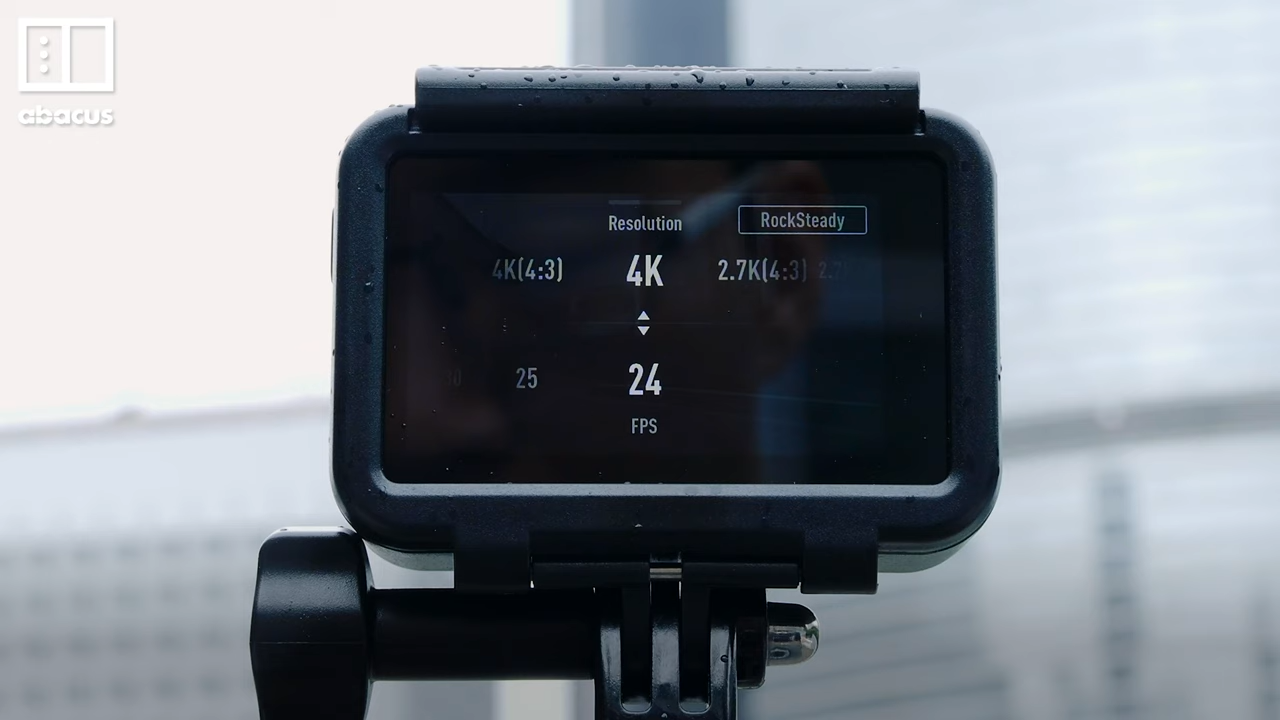 abacus
Resolution
RockSteady
4K(4:3) 4K 2.7K(4:3)
25 24
FPS